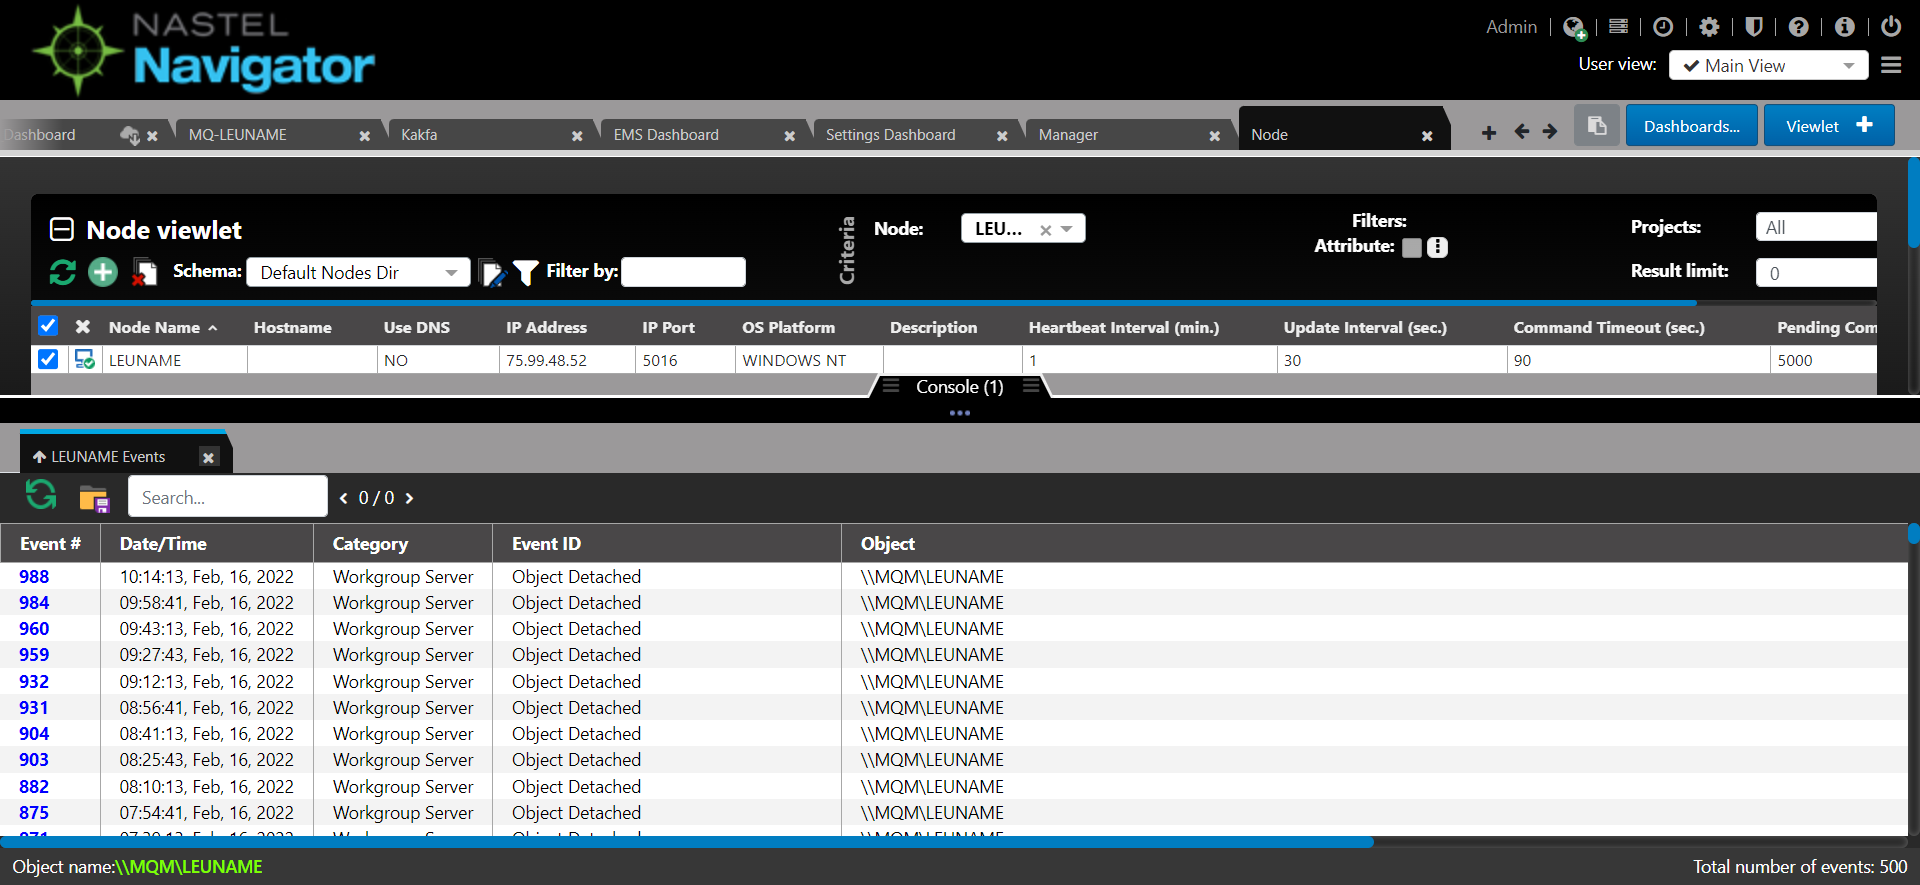 NASTEL
Navigator
Admin
User view: Main View
Dashboard
MQ-LEUNAME
Kakfa
EMS Dashboard
Settings Dashboard
Manager
Node
Dashboards...
Viewlet
Node viewlet
Schema: Default Nodes Dir
Filter by:
Criteria
Node: LEU...
Filters:
Attribute:
Projects: All
Result limit: 0
Node Name Hostname Use DNS IP Address IP Port OS Platform Description Heartbeat Interval (min.) Update Interval (sec.) Command Timeout (sec.) Pending Com
LEUNAME NO 75.99.48.52 5016 WINDOWS NT 1 30 90 5000
Console (1)
LEUNAME Events
Search... 0 / 0
Event # Date/Time Category Event ID Object
988 10:14:13, Feb, 16, 2022 Workgroup Server Object Detached \\MQM\LEUNAME
984 09:58:41, Feb, 16, 2022 Workgroup Server Object Detached \\MQM\LEUNAME
960 09:43:13, Feb, 16, 2022 Workgroup Server Object Detached \\MQM\LEUNAME
959 09:27:43, Feb, 16, 2022 Workgroup Server Object Detached \\MQM\LEUNAME
932 09:12:13, Feb, 16, 2022 Workgroup Server Object Detached \\MQM\LEUNAME
931 08:56:41, Feb, 16, 2022 Workgroup Server Object Detached \\MQM\LEUNAME
904 08:41:13, Feb, 16, 2022 Workgroup Server Object Detached \\MQM\LEUNAME
903 08:25:43, Feb, 16, 2022 Workgroup Server Object Detached \\MQM\LEUNAME
882 08:10:13, Feb, 16, 2022 Workgroup Server Object Detached \\MQM\LEUNAME
875 07:54:41, Feb, 16, 2022 Workgroup Server Object Detached \\MQM\LEUNAME
Object name:\\MQM\LEUNAME
Total number of events: 500